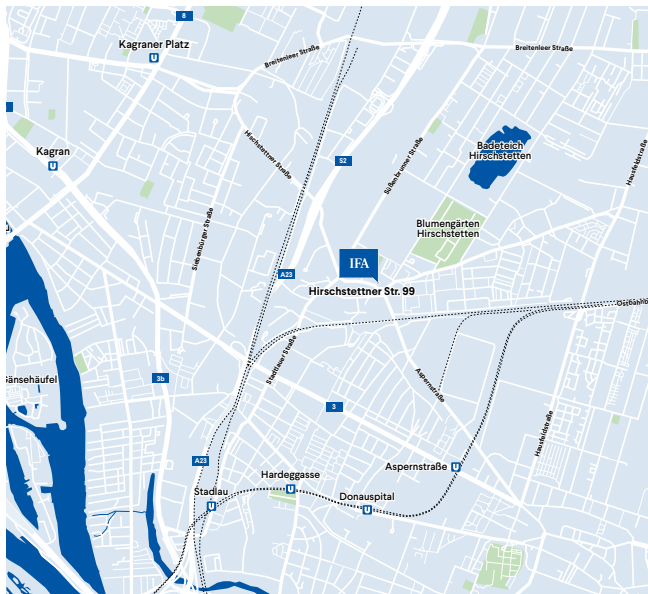 8
Kagraner Platz
U
Breitenleer Straße
Breitenleer Straße
Kagran
U
Hirschstettner Straße
S2
Süßenbrunner Straße
Badeteich
Hirschstetten
Hausfeldstraße
Siebenbürger Straße
Blumengärten
Hirschstetten
A23
IFA
Hirschstettner Str. 99
Stadlauer Straße
Gänsehäufel
3b
3
Aspernstraße
Hausfeldstraße
A23
Aspernstraße
U
Hardeggasse
U
Stadlau
U
Donauspital
U